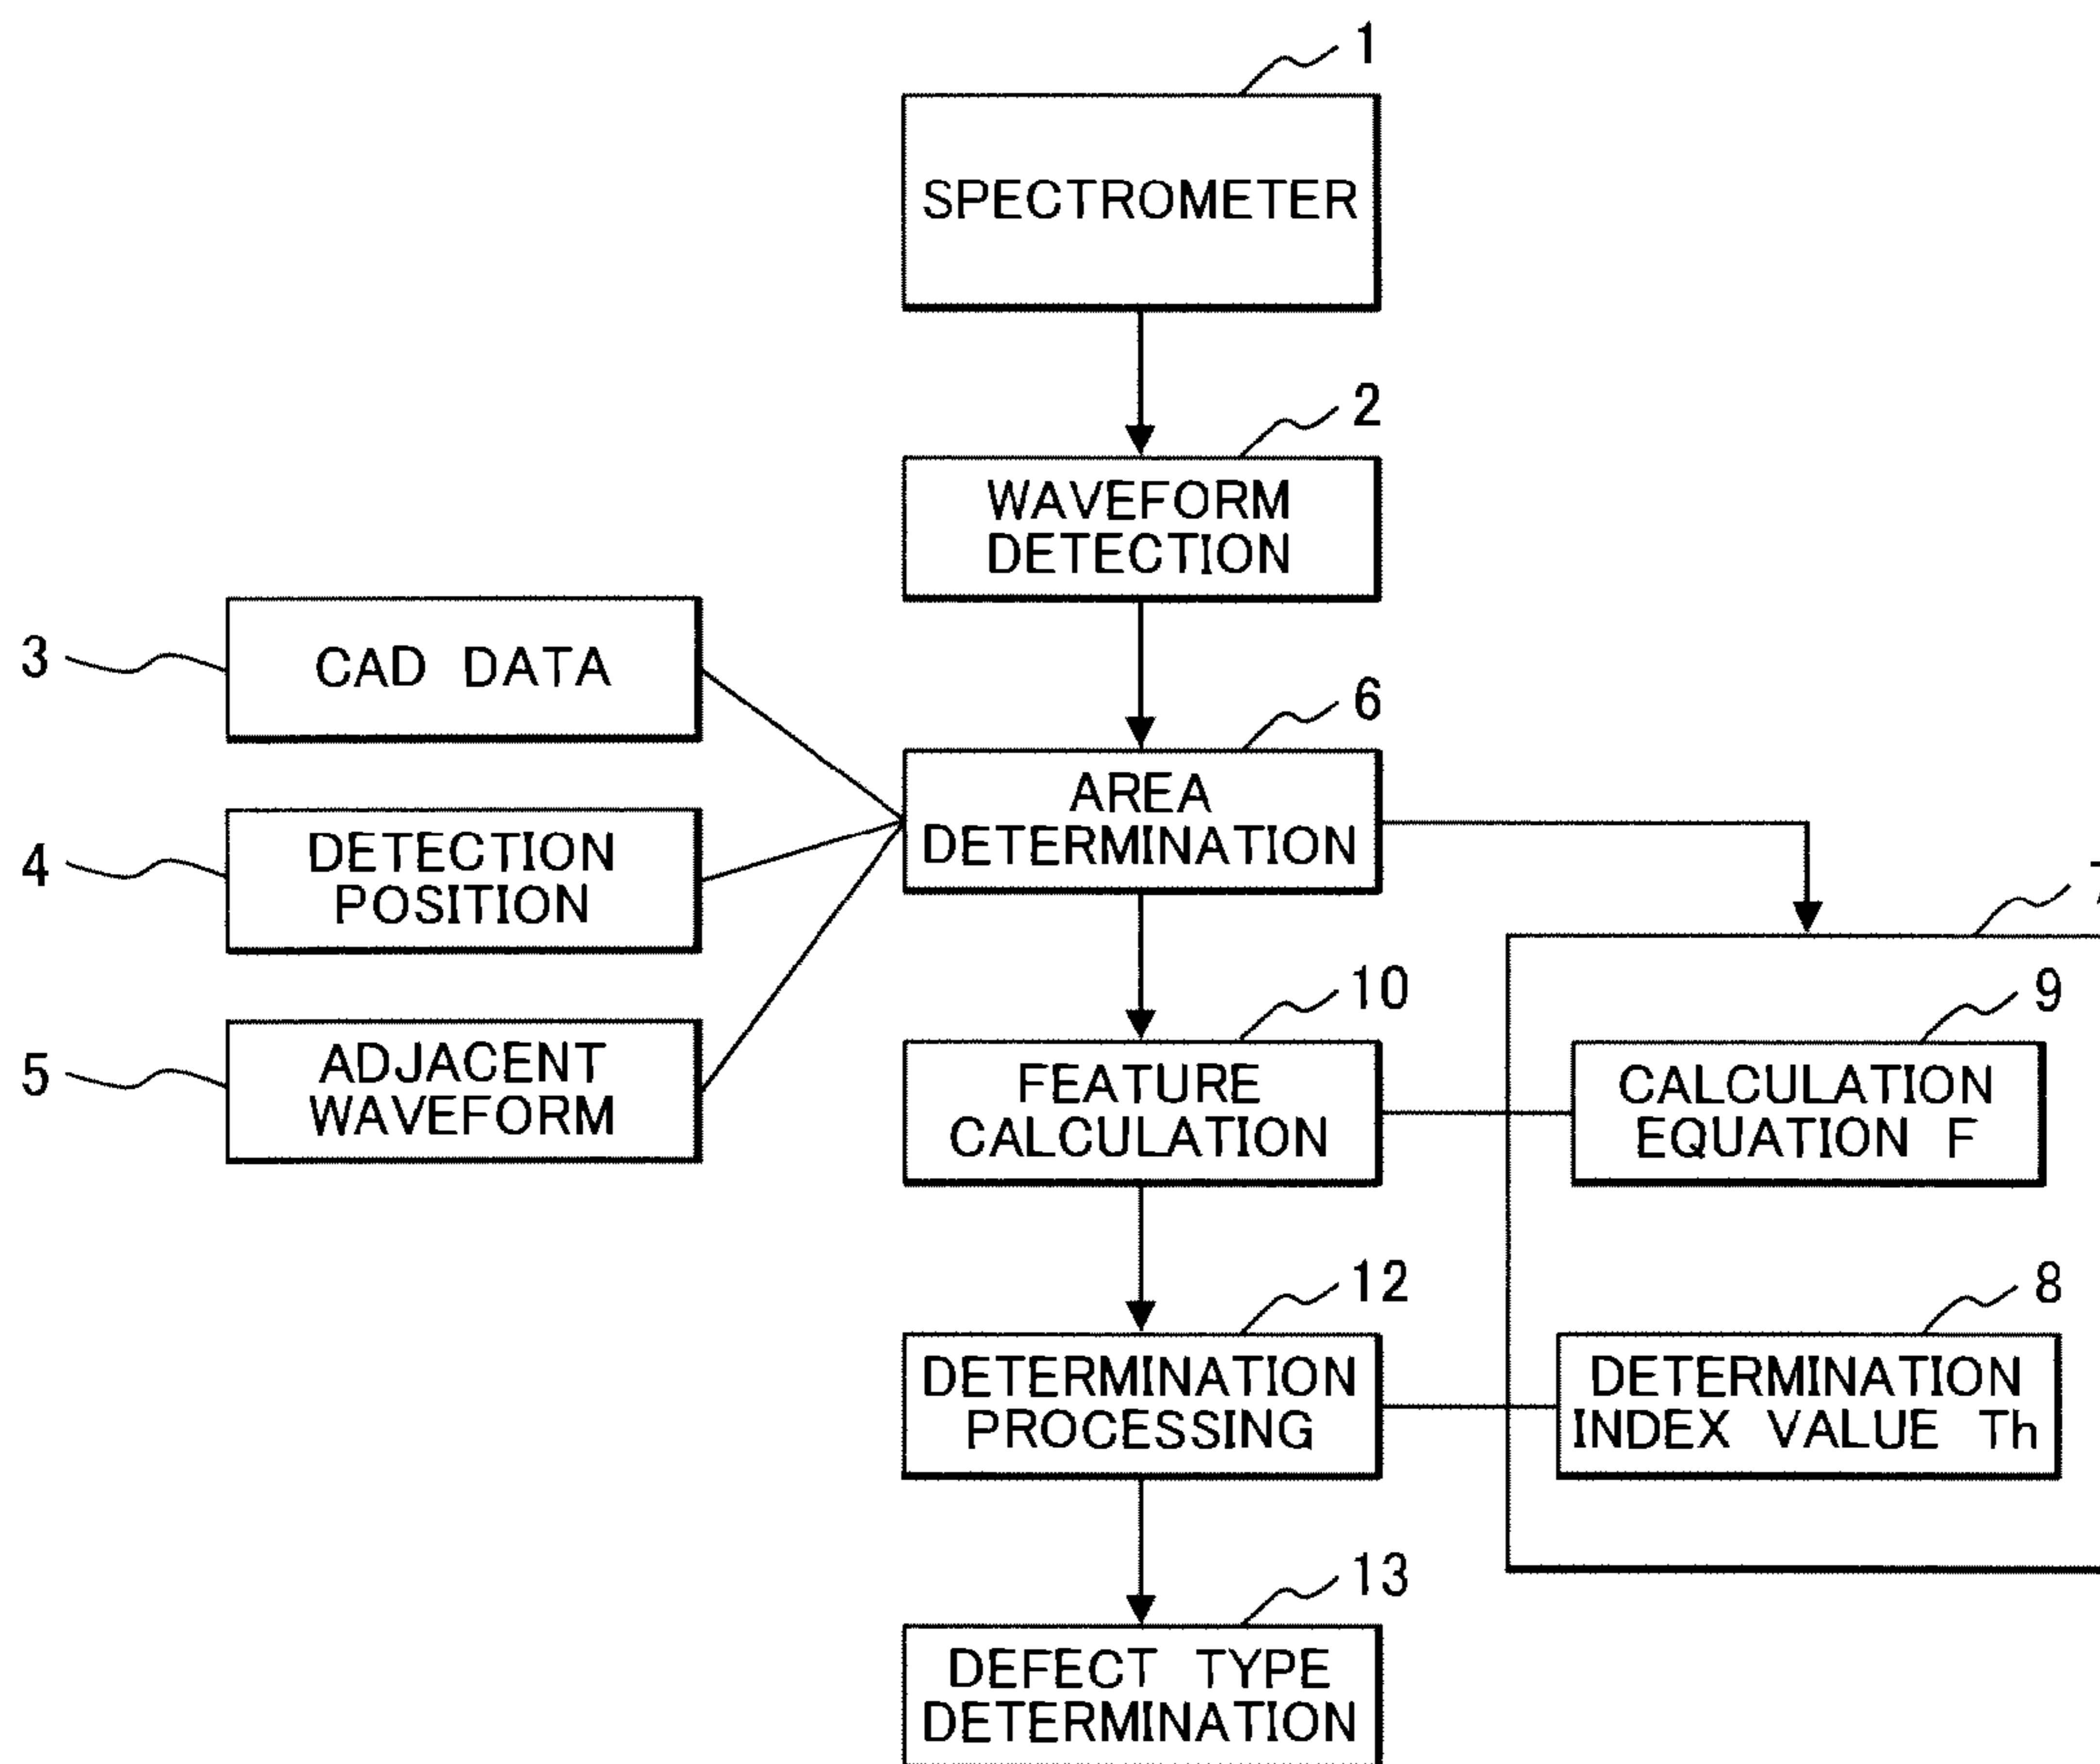 1
SPECTROMETER
2
WAVEFORM
DETECTION
3
CAD DATA
6
AREA
DETERMINATION
4
DETECTION
POSITION
7
5
ADJACENT
WAVEFORM
10
FEATURE
CALCULATION
9
CALCULATION
EQUATION F
12
DETERMINATION
PROCESSING
8
DETERMINATION
INDEX VALUE Th
13
DEFECT TYPE
DETERMINATION